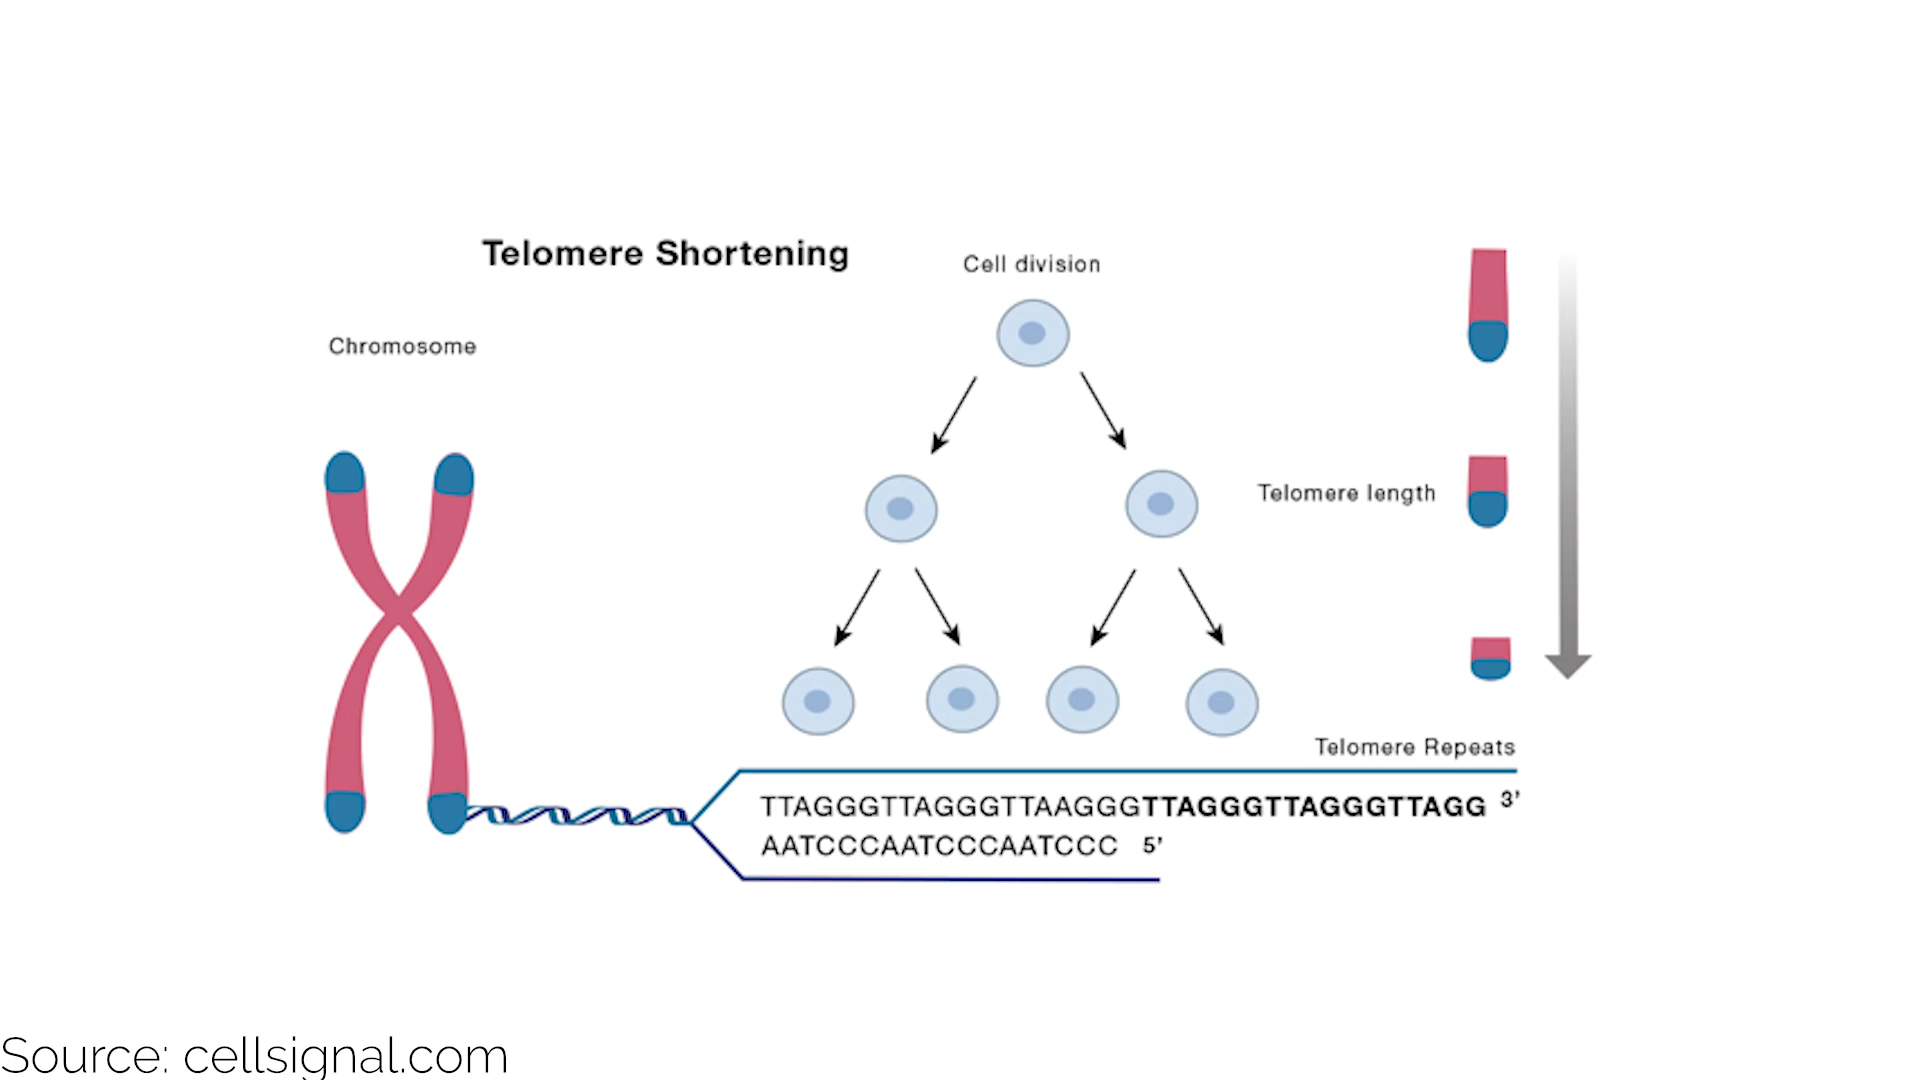 Telomere Shortening
Cell division
Chromosome
Telomere length
Telomere Repeats
TTAGGGTTAGGGTTAAGGGTTAGGGTTAGGGTTAGG 3’
AATCCCAATCCCAATCCC 5’
Source: cellsignal.com